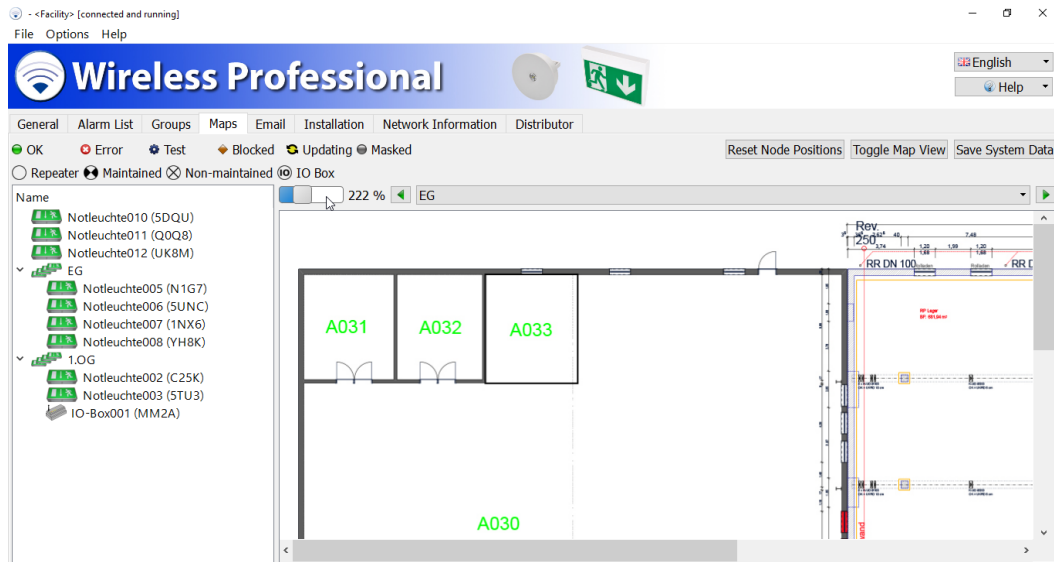 - <Facility> [connected and running]
File Options Help
Wireless Professional
English
Help
General Alarm List Groups Maps Email Installation Network Information Distributor
OK Error Test Blocked Updating Masked
Reset Node Positions Toggle Map View Save System Data
Repeater Maintained Non-maintained IO IO Box
Name
222 % EG
Notleuchte010 (5DQU)
Notleuchte011 (Q0Q8)
Notleuchte012 (UK8M)
EG
Notleuchte005 (N1G7)
Notleuchte006 (5UNC)
Notleuchte007 (1NX6)
Notleuchte008 (YH8K)
1.OG
Notleuchte002 (C25K)
Notleuchte003 (5TU3)
IO-Box001 (MM2A)
Rev.
250
7,48
RR DN 100
A031 A032 A033
A030